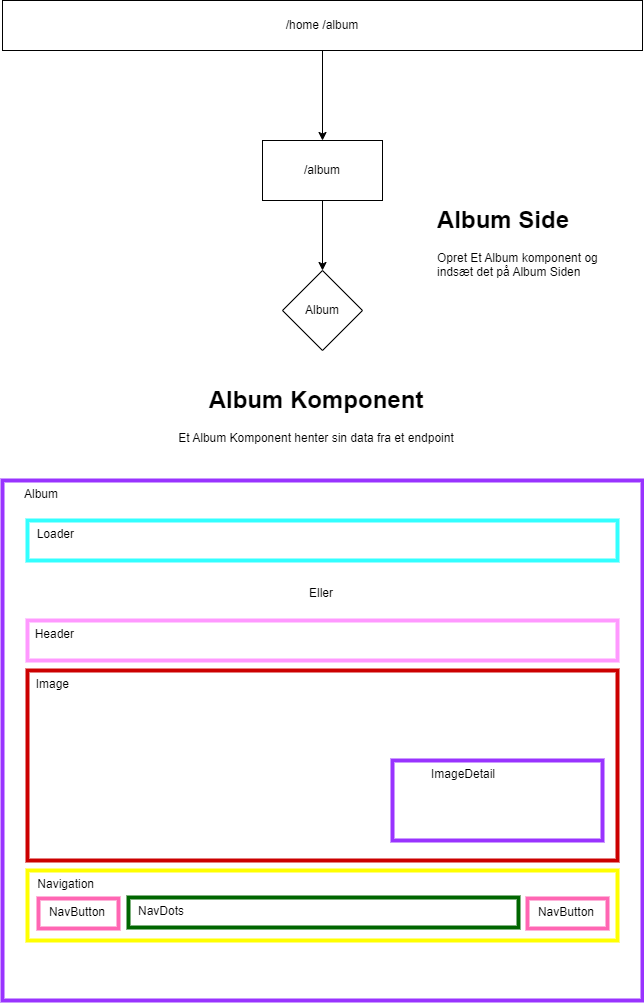 /home /album
/album
Album Side
Opret Et Album komponent og
indsæt det på Album Siden
Album
Album Komponent
Et Album Komponent henter sin data fra et endpoint
Album
Loader
Eller
Header
Image
ImageDetail
Navigation
NavButton
NavDots
NavButton